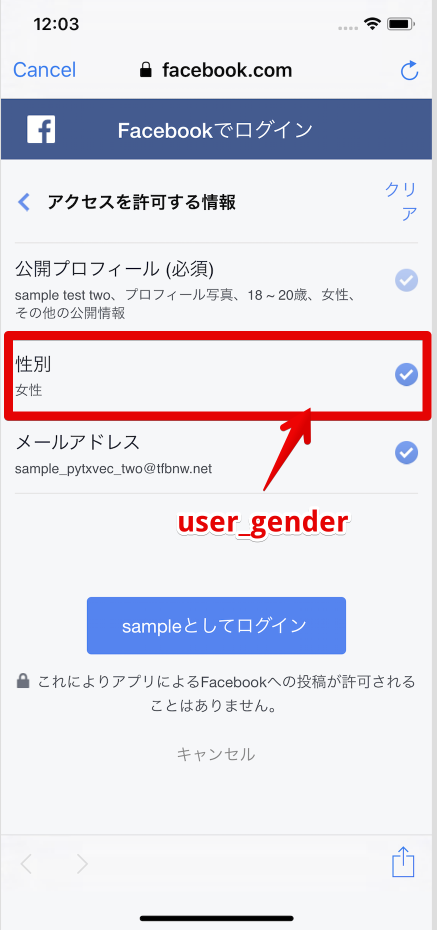 12:03
Cancel
facebook.com
Facebookでログイン
アクセスを許可する情報
クリ
ア
公開プロフィール (必須)
sample test two、プロフィール写真、18 ~ 20歳、女性、
その他の公開情報
性別
女性
メールアドレス
sample_pytxvec_two@tfbnw.net
user_gender
sampleとしてログイン
これによりアプリによるFacebookへの投稿が許可される
ことはありません。
キャンセル